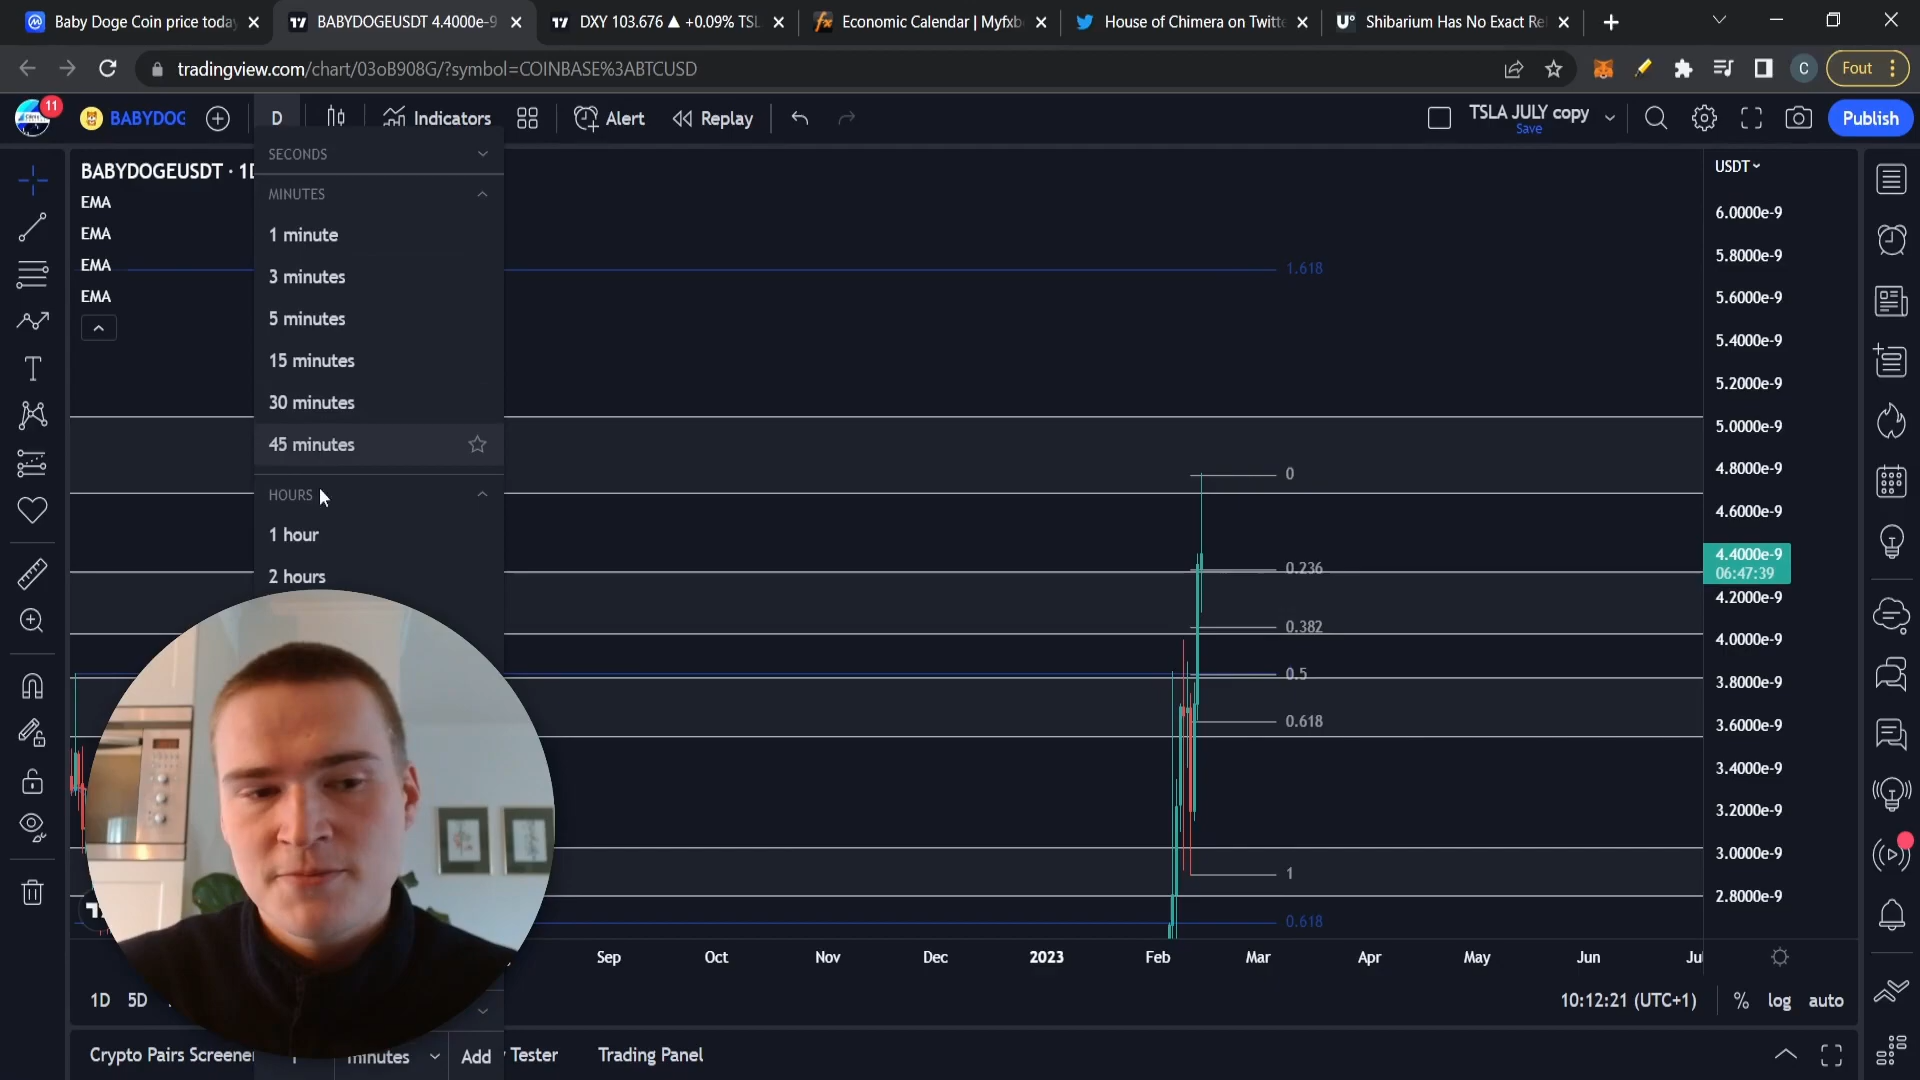 Baby Doge Coin price today
BABYDOGEUSDT 4.4000e-9
DXY 103.676 ▲ +0.09% TSL
Economic Calendar | Myfxb
House of Chimera on Twitte
Shibarium Has No Exact Re
tradingview.com/chart/03oB908G/?symbol=COINBASE%3ABTCUSD
C
Fout
11
BABYDOG
D
Indicators
Alert
Replay
TSLA JULY copy
Save
Publish
BABYDOGEUSDT · 1D
EMA
EMA
EMA
EMA
SECONDS
MINUTES
1 minute
3 minutes
5 minutes
15 minutes
30 minutes
45 minutes
HOURS
1 hour
2 hours
1.618
0
0.236
0.382
0.5
0.618
1
0.618
USDT
6.0000e-9
5.8000e-9
5.6000e-9
5.4000e-9
5.2000e-9
5.0000e-9
4.8000e-9
4.6000e-9
4.4000e-9
06:47:39
4.2000e-9
4.0000e-9
3.8000e-9
3.6000e-9
3.4000e-9
3.2000e-9
3.0000e-9
2.8000e-9
Sep Oct Nov Dec 2023 Feb Mar Apr May Jun Ju
1D 5D
10:12:21 (UTC+1) % log auto
Crypto Pairs Screener
minutes
Add
Tester
Trading Panel